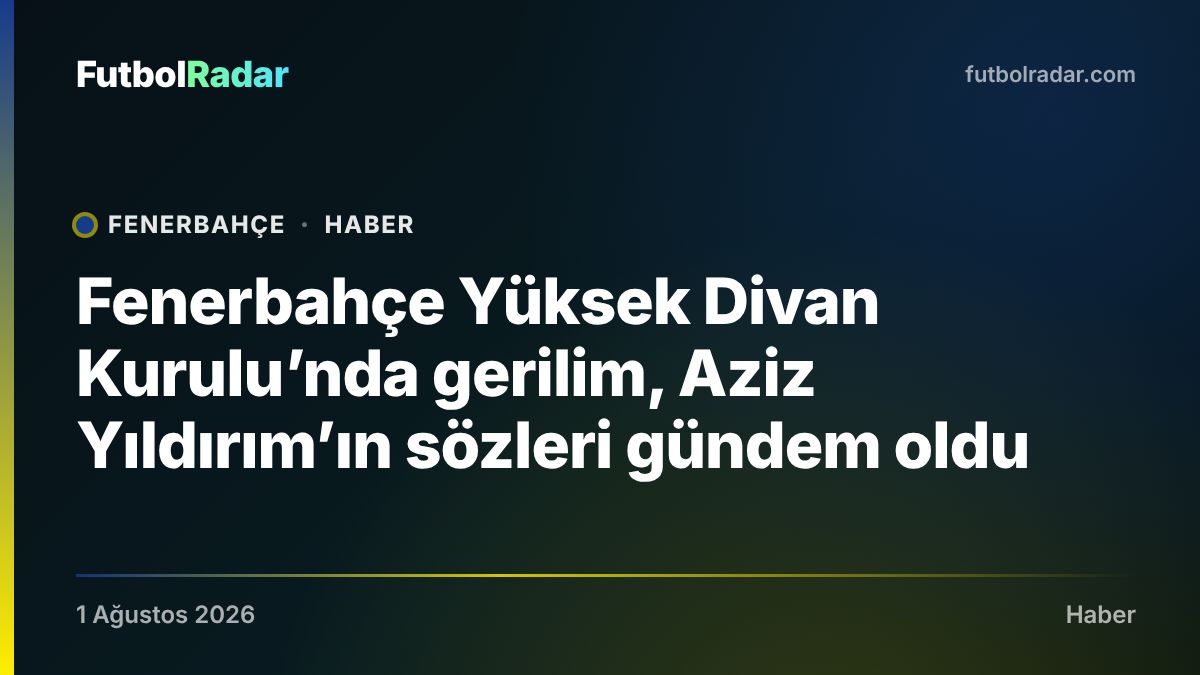 FutbolRadar
futbolradar.com
FENERBAHÇE · HABER
Fenerbahçe Yüksek Divan
Kurulu’nda gerilim, Aziz
Yıldırım’ın sözleri gündem oldu
1 Ağustos 2026
Haber